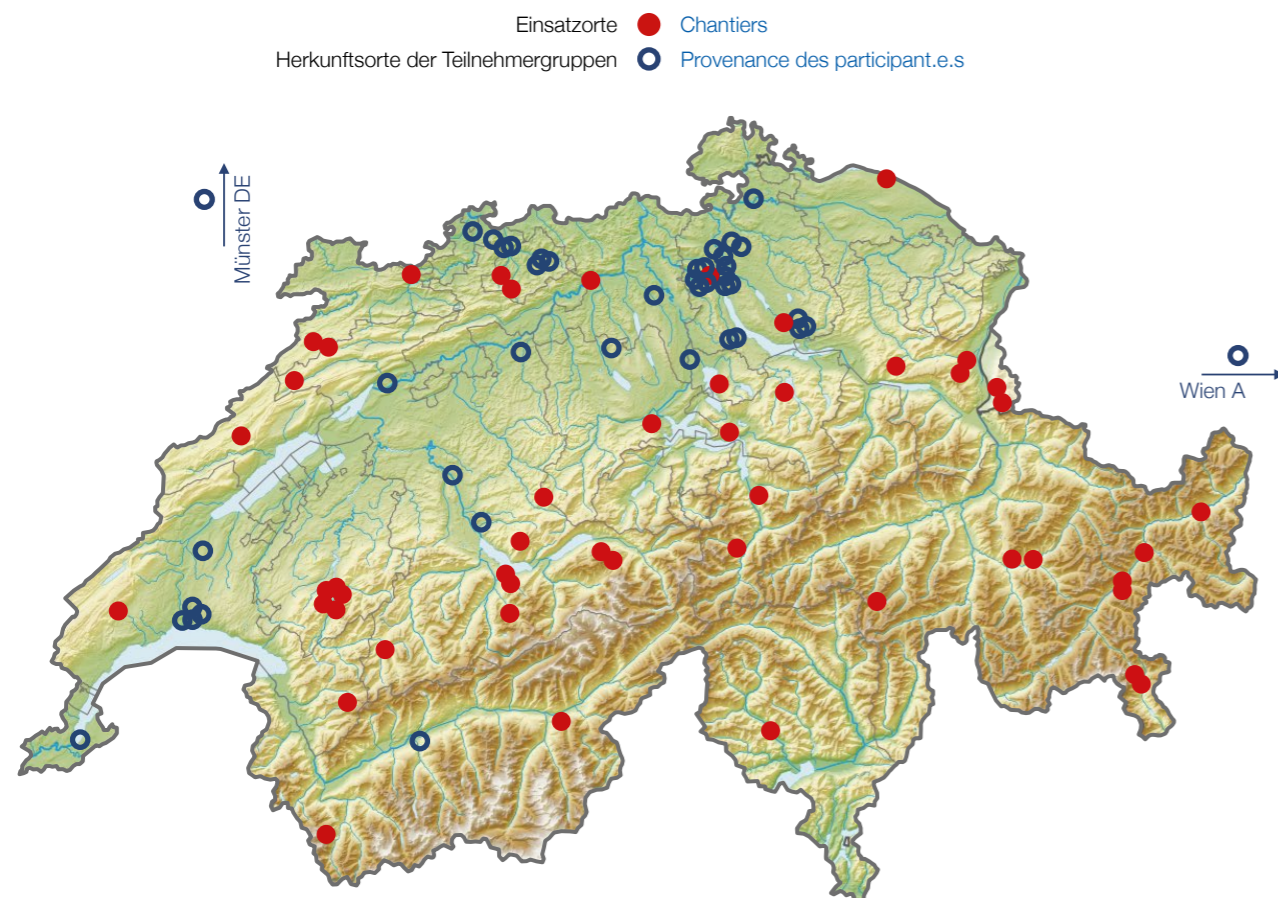 Einsatzorte Chantiers
Herkunftsorte der Teilnehmergruppen Provenance des participant.e.s
Münster DE
Wien A